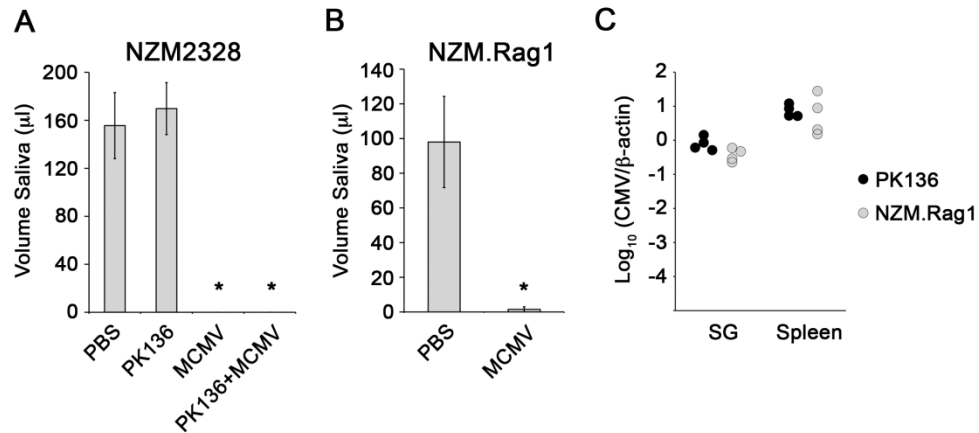 A
NZM2328
Volume Saliva (µl)
200
160
120
80
40
0
*
*
PBS
PK136
MCMV
PK136+MCMV
B
NZM.Rag1
Volume Saliva (µl)
140
120
100
80
60
40
20
0
*
PBS
MCMV
C
Log10 (CMV/β-actin)
2
1
0
-1
-2
-3
-4
SG
Spleen
PK136
NZM.Rag1